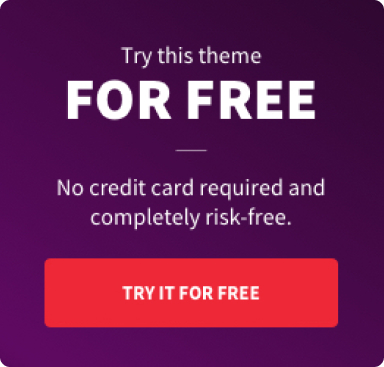 Try this theme
FOR FREE
No credit card required and
completely risk-free.
TRY IT FOR FREE